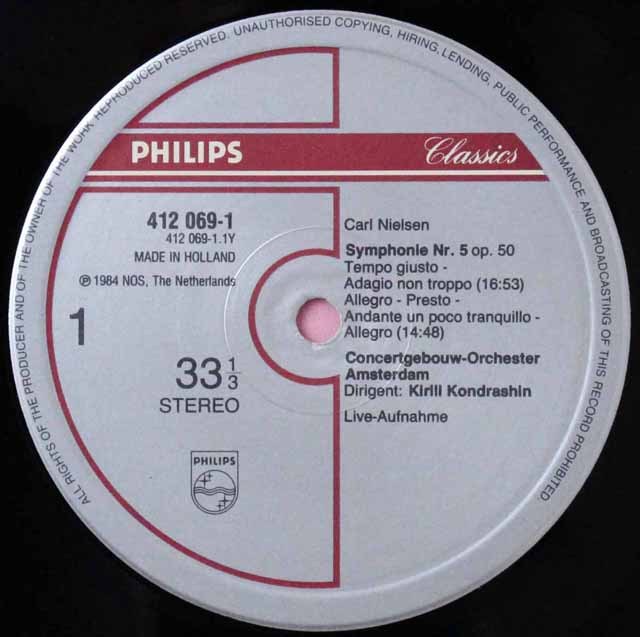 ALL RIGHTS OF THE PRODUCER AND OF THE OWNER OF THE WORK REPRODUCED RESERVED. UNAUTHORISED COPYING, HIRING, LENDING, PUBLIC PERFORMANCE AND BROADCASTING OF THIS RECORD PROHIBITED.
PHILIPS Classics
412 069-1
412 069-1.1Y
MADE IN HOLLAND
℗ 1984 NOS, The Netherlands
1
33 1/3
STEREO
PHILIPS
Carl Nielsen
Symphonie Nr. 5 op. 50
Tempo giusto -
Adagio non troppo (16:53)
Allegro - Presto -
Andante un poco tranquillo -
Allegro (14:48)
Concertgebouw-Orchester
Amsterdam
Dirigent: Kirill Kondrashin
Live-Aufnahme